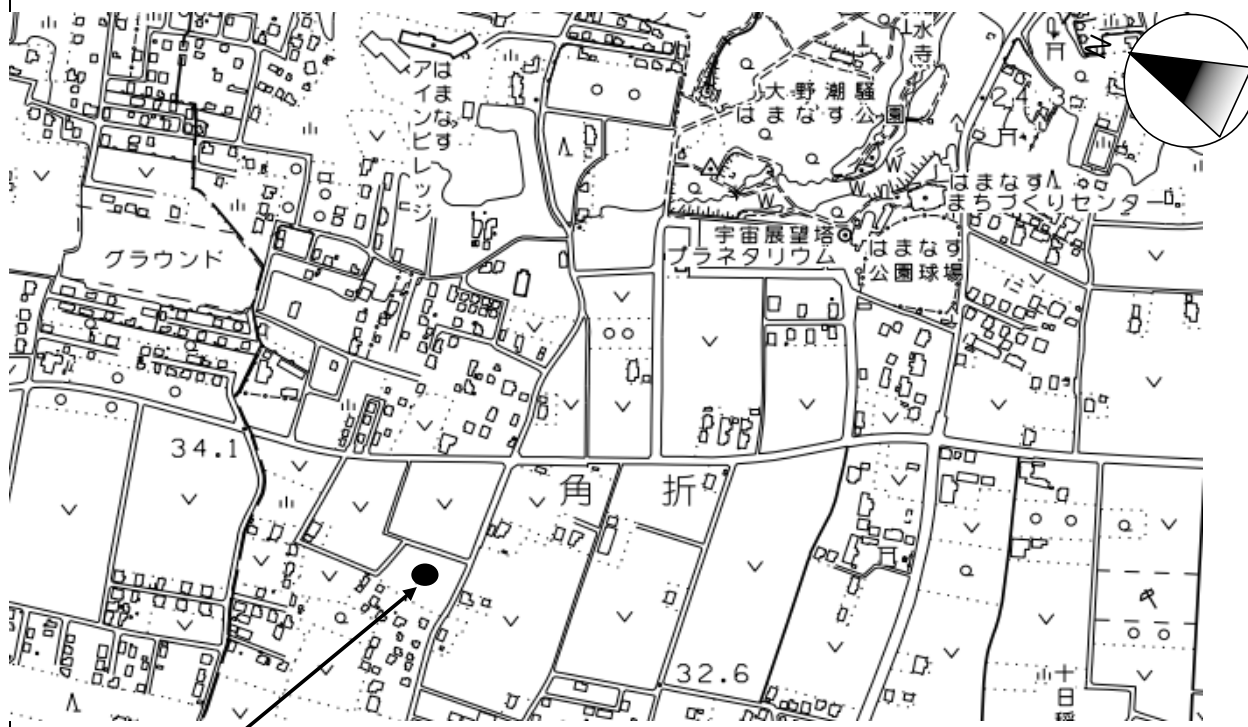 はまなす
アインビレッジ
大野潮騒
はまなす公園
水寺
24
N
はまなす
まちづくりセンター
宇宙展望塔
プラネタリウム
はまなす
公園球場
グラウンド
34.1
角折
32.6
十日